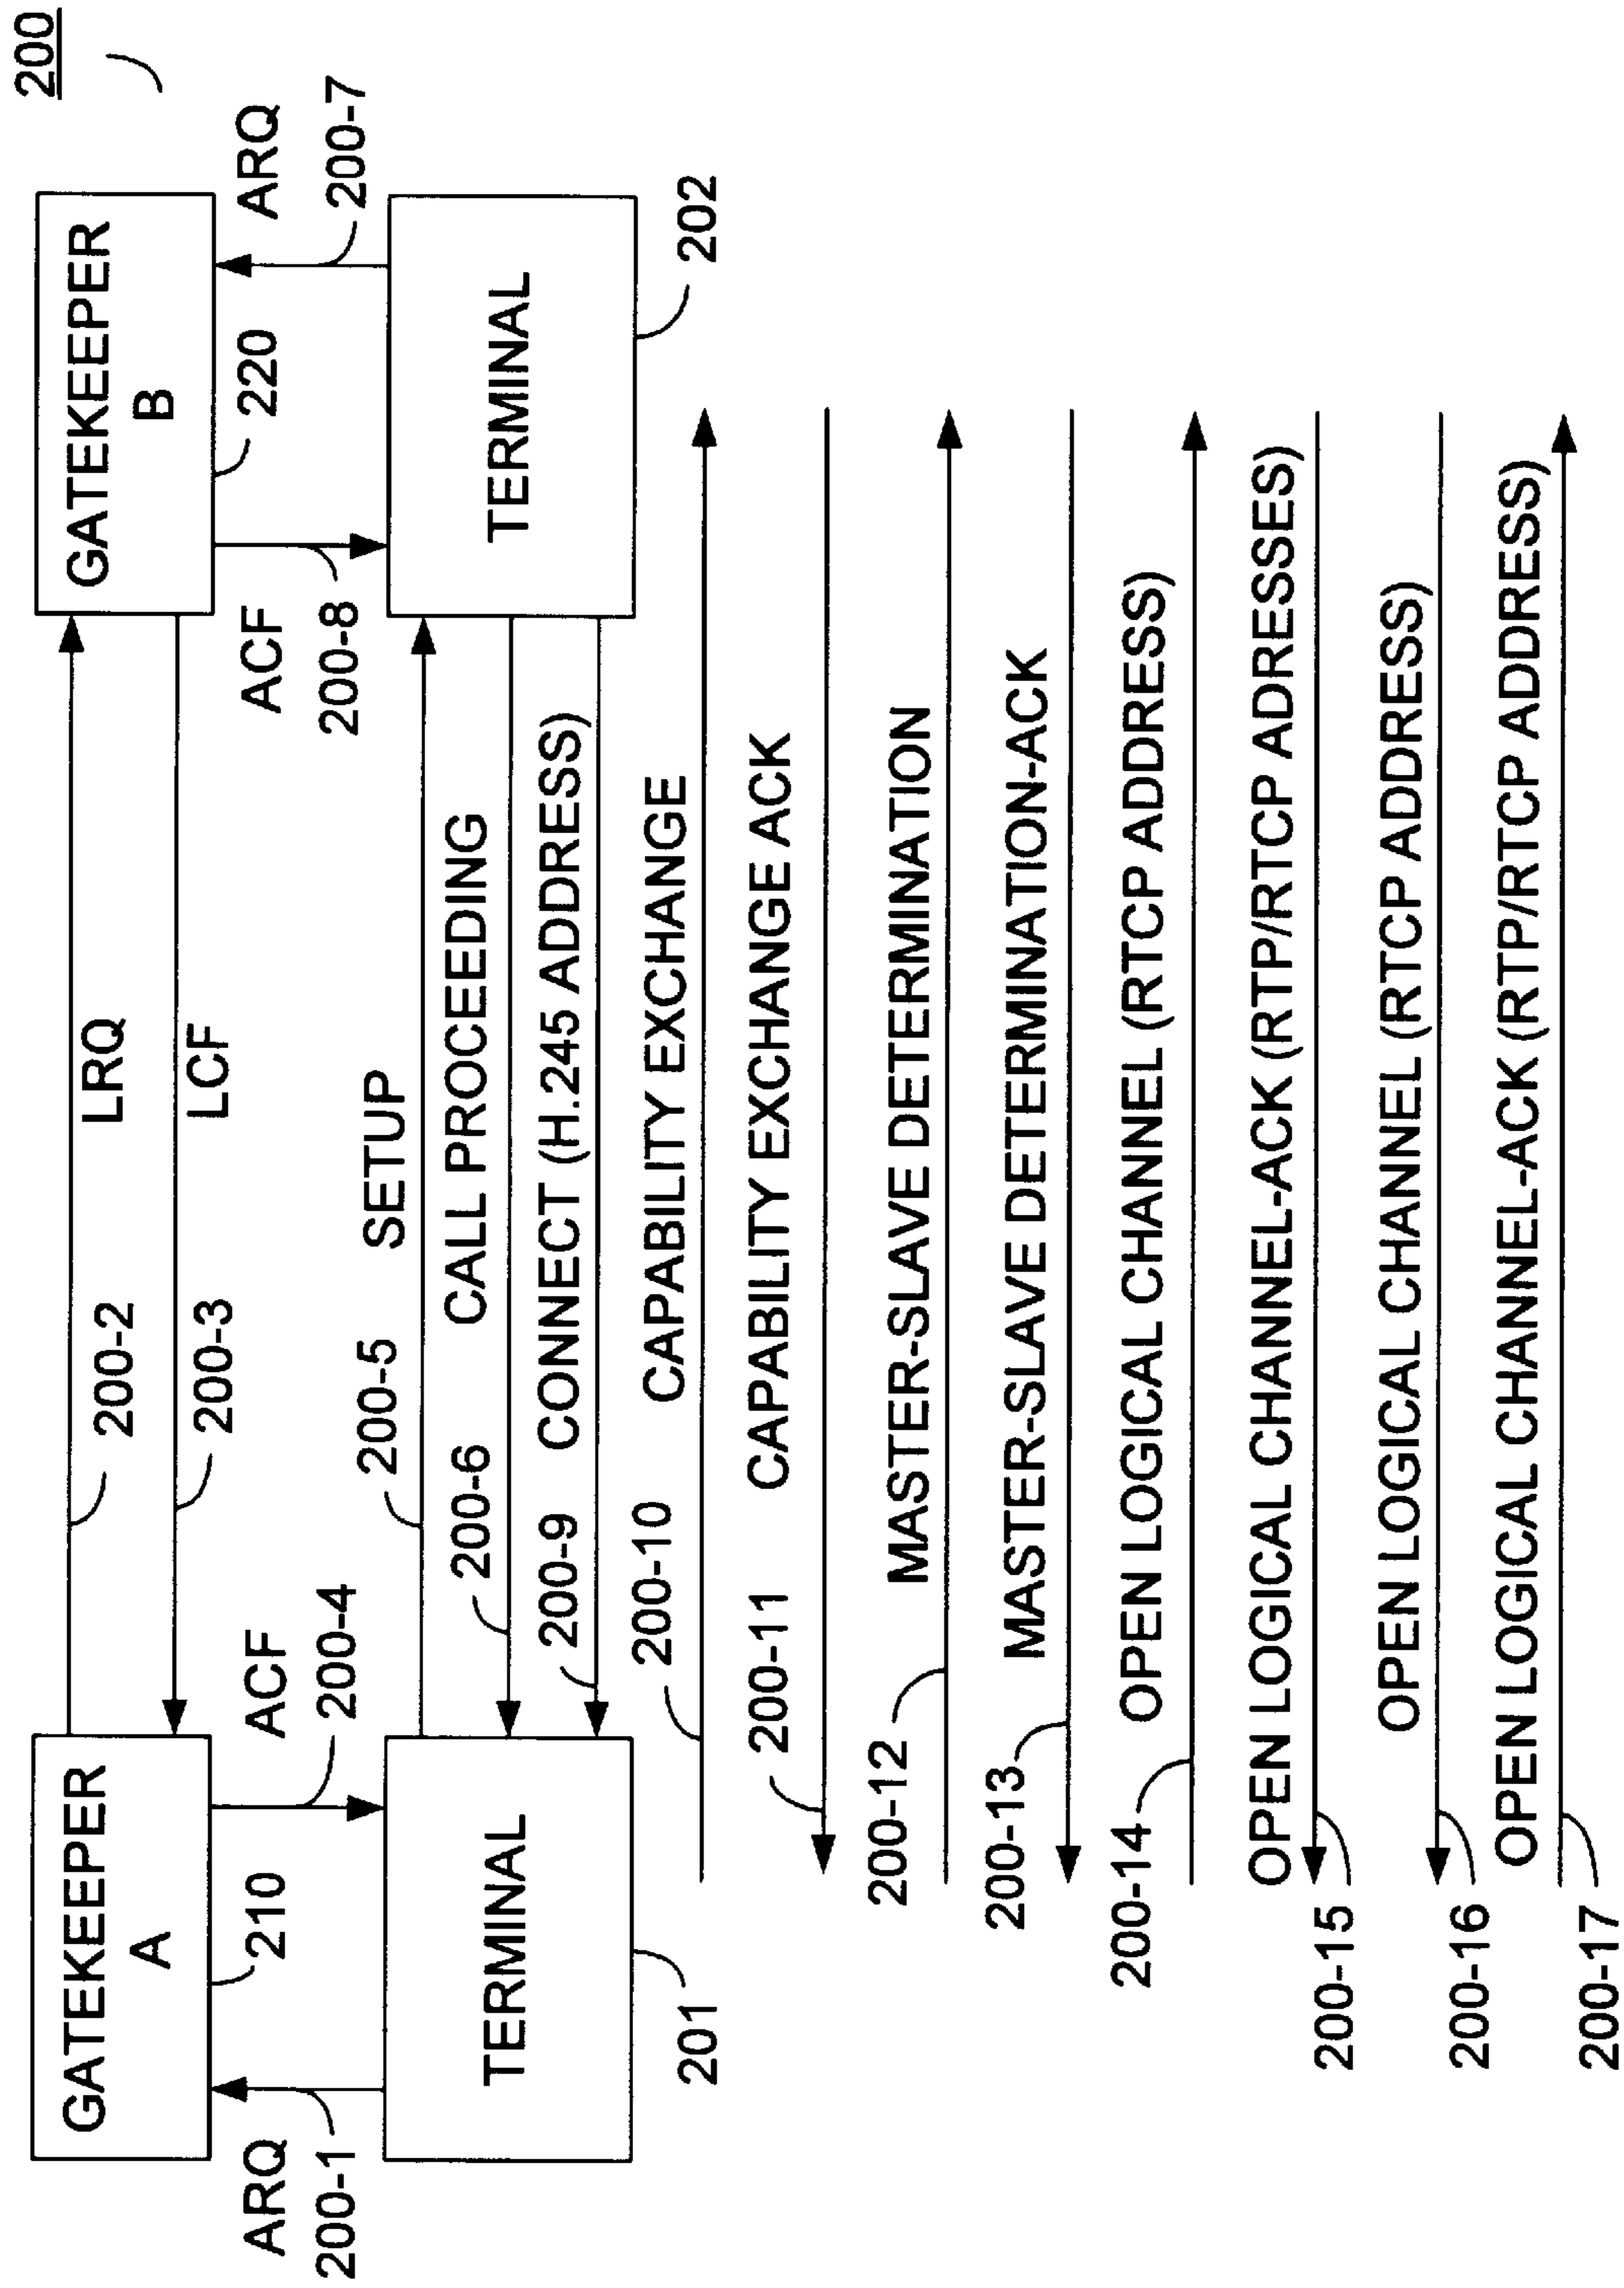 200
GATEKEEPER
A
GATEKEEPER
B
LRQ
200-2
LCF
200-3
210
220
ARQ
200-1
ACF
200-4
ACF
200-8
ARQ
200-7
TERMINAL
201
TERMINAL
202
SETUP
200-5
CALL PROCEEDING
200-6
CONNECT (H.245 ADDRESS)
200-9
CAPABILITY EXCHANGE
200-10
CAPABILITY EXCHANGE ACK
200-11
MASTER-SLAVE DETERMINATION
200-12
MASTER-SLAVE DETERMINATION-ACK
200-13
OPEN LOGICAL CHANNEL (RTCP ADDRESS)
200-14
OPEN LOGICAL CHANNEL-ACK (RTP/RTCP ADRESSES)
200-15
OPEN LOGICAL CHANNEL (RTCP ADDRESS)
200-16
OPEN LOGICAL CHANNEL-ACK (RTP/RTCP ADDRESS)
200-17